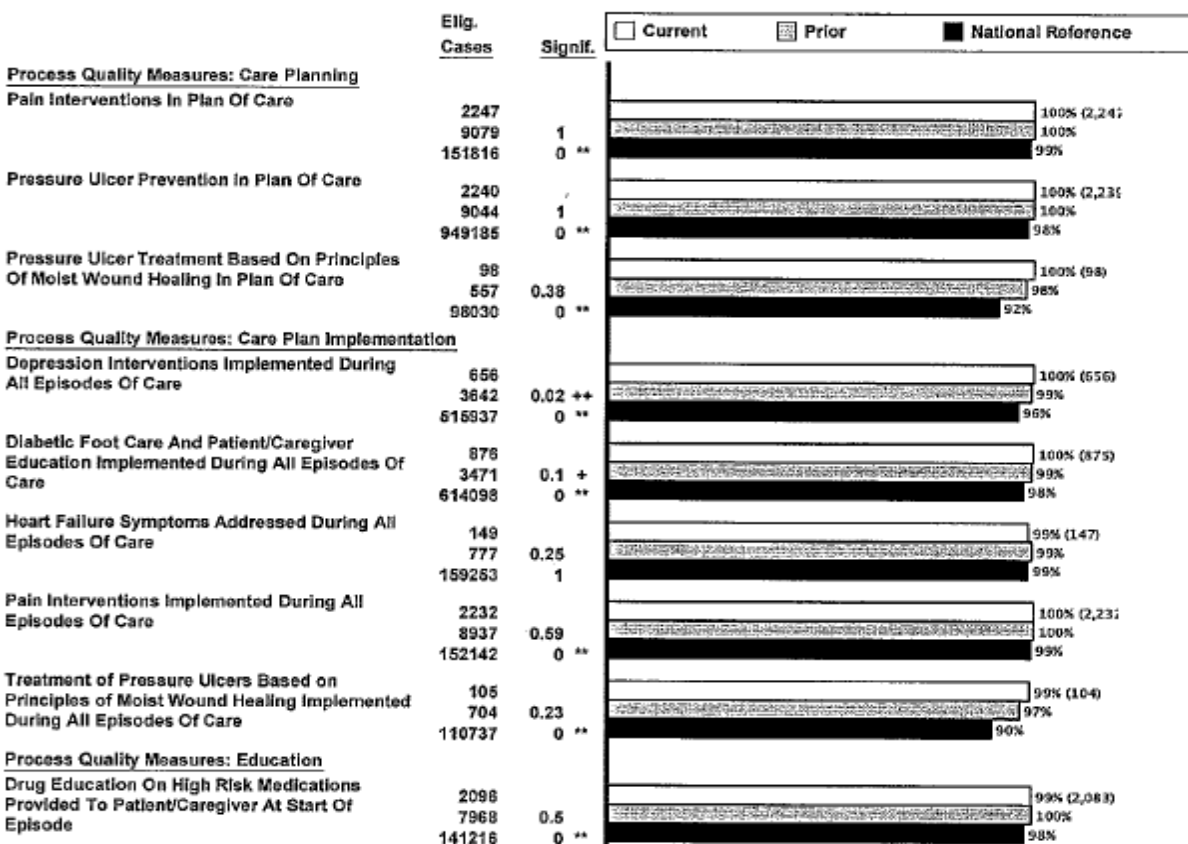 Elig.
Cases Signif.
Current Prior National Reference
Process Quality Measures: Care Planning
Pain Interventions In Plan Of Care
2247 100% (2,247
9079 1 100%
151816 0 ** 99%
Pressure Ulcer Prevention In Plan Of Care
2240 100% (2,239
9044 1 100%
949185 0 ** 98%
Pressure Ulcer Treatment Based On Principles
Of Moist Wound Healing In Plan Of Care
98 100% (98)
557 0.38 98%
98030 0 ** 92%
Process Quality Measures: Care Plan Implementation
Depression Interventions Implemented During
All Episodes Of Care
656 100% (656)
3642 0.02 ++ 99%
515937 0 ** 96%
Diabetic Foot Care And Patient/Caregiver
Education Implemented During All Episodes Of
Care
876 100% (875)
3471 0.1 + 99%
614098 0 ** 98%
Heart Failure Symptoms Addressed During All
Episodes Of Care
149 99% (147)
777 0.25 99%
159253 1 99%
Pain Interventions Implemented During All
Episodes Of Care
2232 100% (2,232
8937 0.59 100%
152142 0 ** 99%
Treatment of Pressure Ulcers Based on
Principles of Moist Wound Healing Implemented
During All Episodes Of Care
105 99% (104)
704 0.23 97%
110737 0 ** 90%
Process Quality Measures: Education
Drug Education On High Risk Medications
Provided To Patient/Caregiver At Start Of
Episode
2096 99% (2,083)
7968 0.5 100%
141216 0 ** 98%